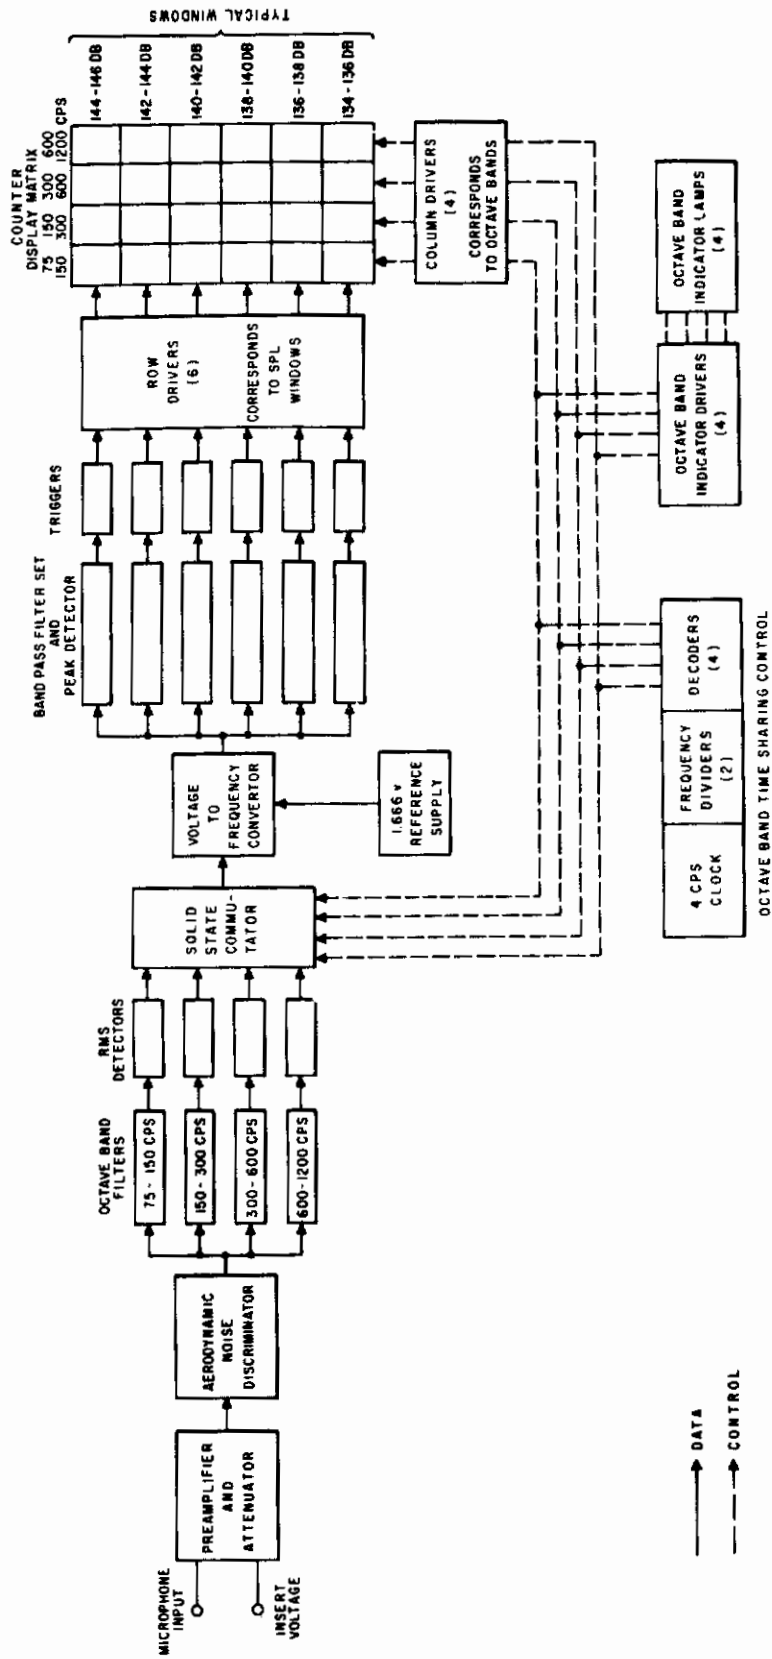 MICROPHONE
INPUT
INSERT
VOLTAGE
PREAMPLIFIER
AND
ATTENUATOR
AERODYNAMIC
NOISE
DISCRIMINATOR
OCTAVE BAND
FILTERS
75-150 CPS
150-300 CPS
300-600 CPS
600-1200 CPS
RMS
DETECTORS
SOLID
STATE
COMMU-
TATOR
VOLTAGE
TO
FREQUENCY
CONVERTOR
1.666 V
REFERENCE
SUPPLY
BAND PASS FILTER SET
AND
PEAK DETECTOR
TRIGGERS
ROW
DRIVERS
(6)
CORRESPONDS
TO SPL
WINDOWS
COUNTER
DISPLAY MATRIX
75 150 300 600
150 300 600 1200 CPS
144-146 DB
142-144 DB
140-142 DB
138-140 DB
136-138 DB
134-136 DB
TYPICAL WINDOWS
COLUMN DRIVERS
(4)
CORRESPONDS
TO OCTAVE BANDS
4 CPS
CLOCK
FREQUENCY
DIVIDERS
(2)
DECODERS
(4)
OCTAVE BAND TIME SHARING CONTROL
OCTAVE BAND
INDICATOR DRIVERS
(4)
OCTAVE BAND
INDICATOR LAMPS
(4)
DATA
CONTROL